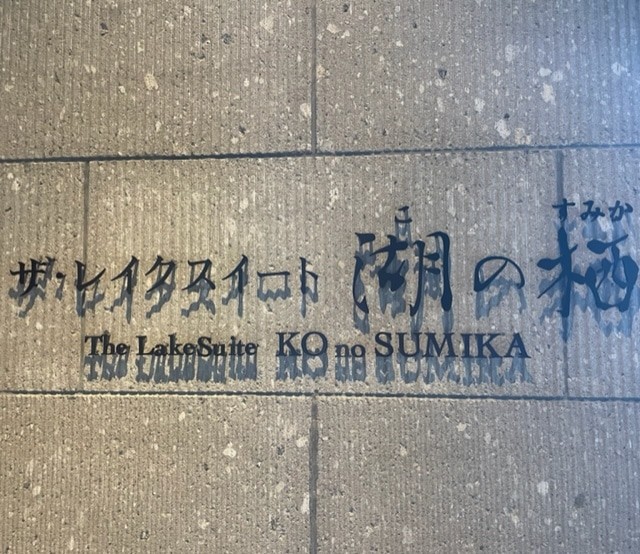 こ すみか
ザ・レイクスイート 湖の栖
The LakeSuite KO no SUMIKA